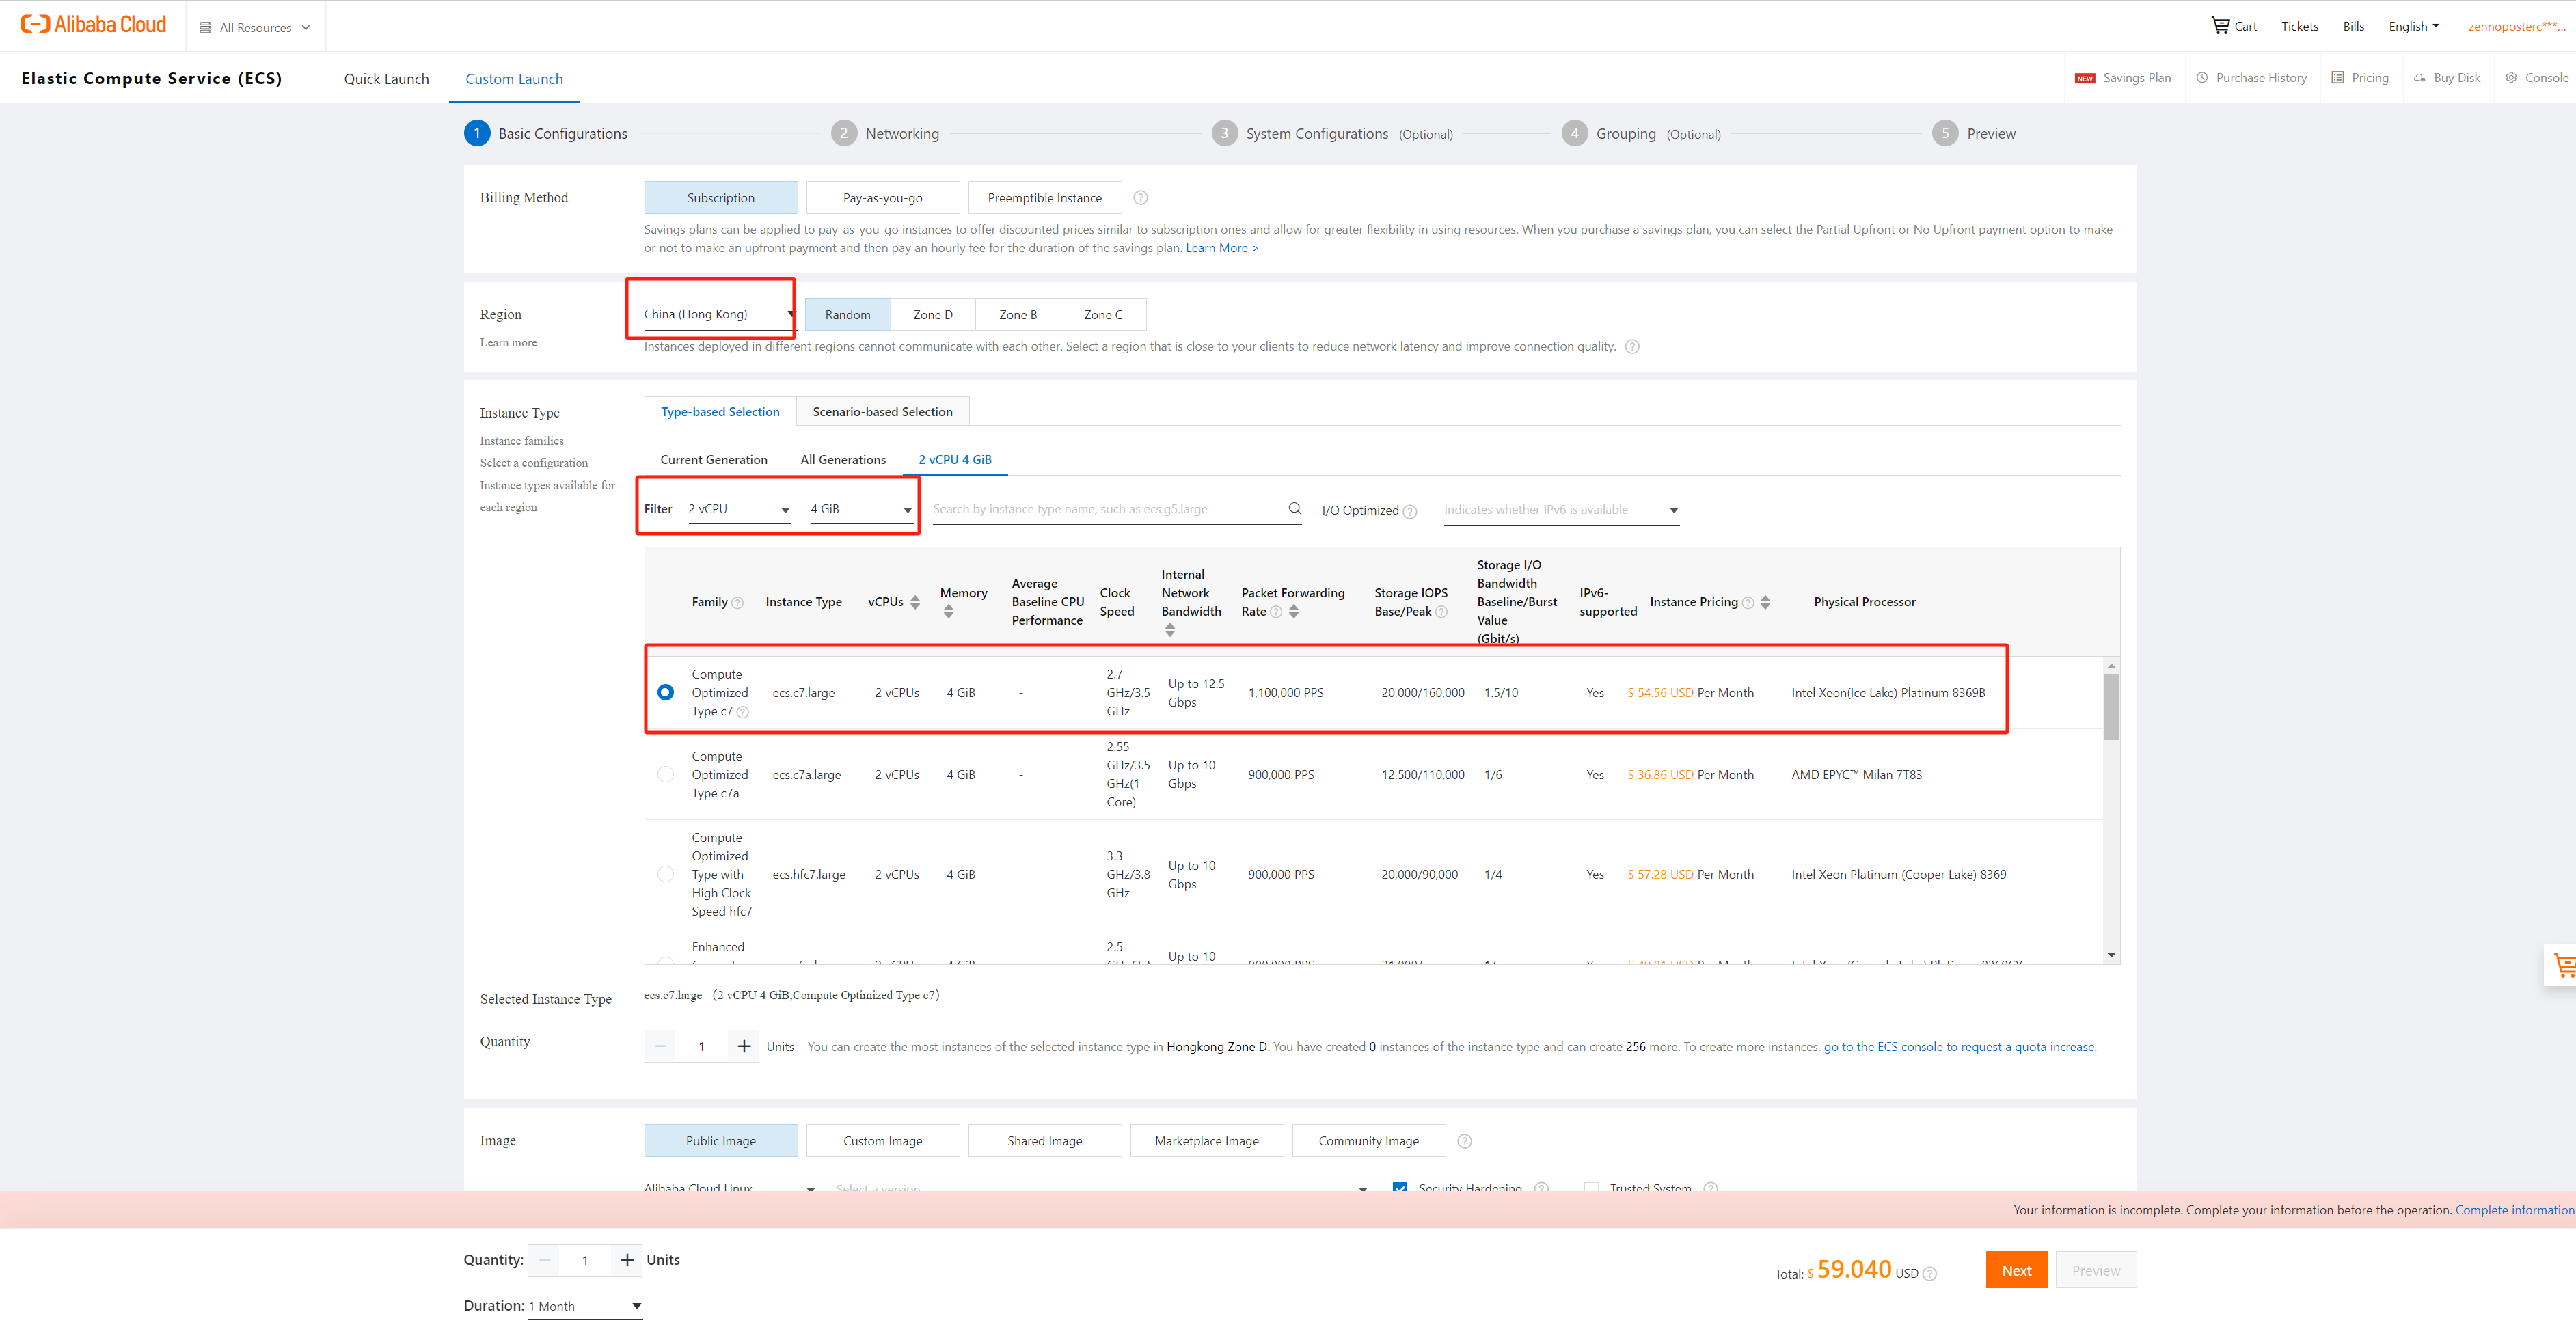 Alibaba Cloud
All Resources
Cart
Tickets
Bills
English
zennoposterc***...
Elastic Compute Service (ECS)
Quick Launch
Custom Launch
NEW Savings Plan
Purchase History
Pricing
Buy Disk
Console
1 Basic Configurations
2 Networking
3 System Configurations (Optional)
4 Grouping (Optional)
5 Preview
Billing Method
Subscription
Pay-as-you-go
Preemptible Instance
Savings plans can be applied to pay-as-you-go instances to offer discounted prices similar to subscription ones and allow for greater flexibility in using resources. When you purchase a savings plan, you can select the Partial Upfront or No Upfront payment option to make
or not to make an upfront payment and then pay an hourly fee for the duration of the savings plan. Learn More >
Region
Learn more
China (Hong Kong)
Random
Zone D
Zone B
Zone C
Instances deployed in different regions cannot communicate with each other. Select a region that is close to your clients to reduce network latency and improve connection quality.
Instance Type
Instance families
Select a configuration
Instance types available for
each region
Type-based Selection
Scenario-based Selection
Current Generation
All Generations
2 vCPU 4 GiB
Filter 2 vCPU 4 GiB
Search by instance type name, such as ecs.g5.large
I/O Optimized
Indicates whether IPv6 is available
Family
Instance Type
vCPUs
Memory
Average
Baseline CPU
Performance
Clock
Speed
Internal
Network
Bandwidth
Packet Forwarding
Rate
Storage IOPS
Base/Peak
Storage I/O
Bandwidth
Baseline/Burst
Value
(Gbit/s)
IPv6-
supported
Instance Pricing
Physical Processor
Compute
Optimized
Type c7
ecs.c7.large
2 vCPUs
4 GiB
-
2.7
GHz/3.5
GHz
Up to 12.5
Gbps
1,100,000 PPS
20,000/160,000
1.5/10
Yes
$ 54.56 USD Per Month
Intel Xeon(Ice Lake) Platinum 8369B
Compute
Optimized
Type c7a
ecs.c7a.large
2 vCPUs
4 GiB
-
2.55
GHz/3.5
GHz(1
Core)
Up to 10
Gbps
900,000 PPS
12,500/110,000
1/6
Yes
$ 36.86 USD Per Month
AMD EPYC™ Milan 7T83
Compute
Optimized
Type with
High Clock
Speed hfc7
ecs.hfc7.large
2 vCPUs
4 GiB
-
3.3
GHz/3.8
GHz
Up to 10
Gbps
900,000 PPS
20,000/90,000
1/4
Yes
$ 57.28 USD Per Month
Intel Xeon Platinum (Cooper Lake) 8369
Enhanced
2.5
Up to 10
Selected Instance Type
ecs.c7.large (2 vCPU 4 GiB,Compute Optimized Type c7)
Quantity
1
Units
You can create the most instances of the selected instance type in Hongkong Zone D. You have created 0 instances of the instance type and can create 256 more. To create more instances, go to the ECS console to request a quota increase.
Image
Public Image
Custom Image
Shared Image
Marketplace Image
Community Image
Alibaba Cloud Linux
Select a version
Security Hardening
Trusted System
Your information is incomplete. Complete your information before the operation. Complete information
Quantity: 1 Units
Total: $ 59.040 USD
Next
Preview
Duration: 1 Month